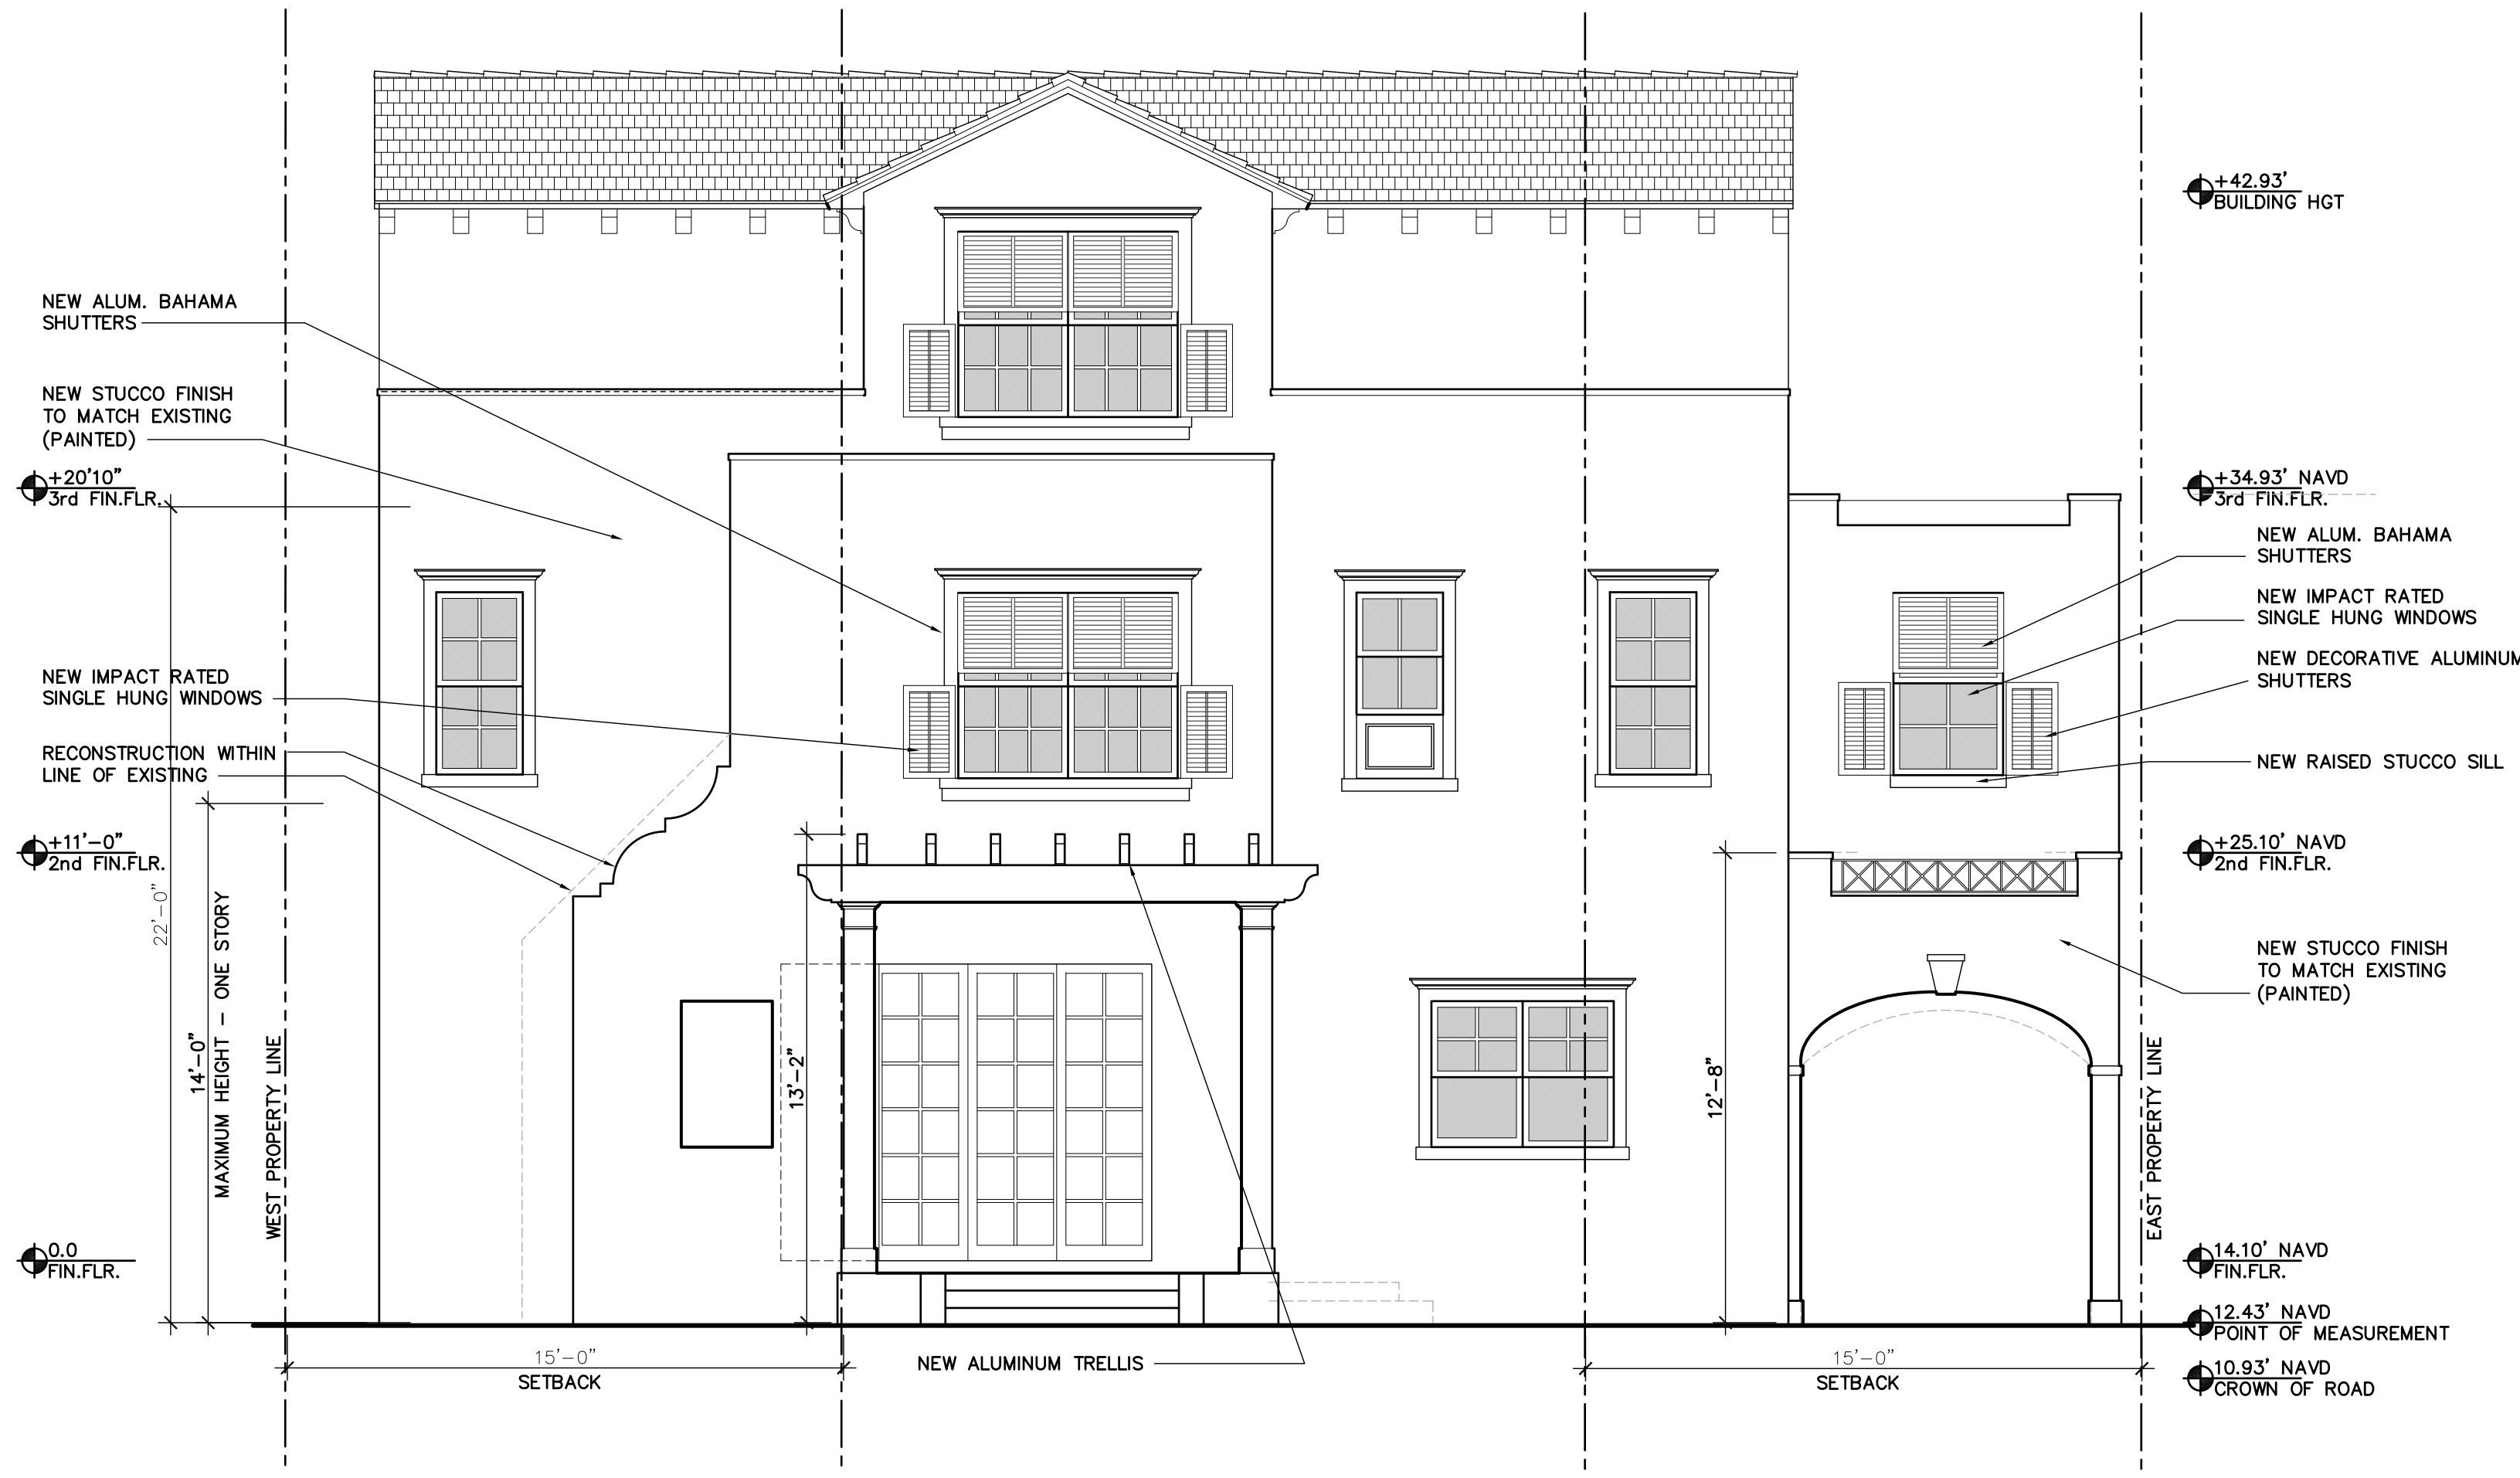 +42.93'
BUILDING HGT
NEW ALUM. BAHAMA
SHUTTERS
NEW STUCCO FINISH
TO MATCH EXISTING
(PAINTED)
+20'10"
3rd FIN.FLR.
NEW IMPACT RATED
SINGLE HUNG WINDOWS
RECONSTRUCTION WITHIN
LINE OF EXISTING
+11'-0"
2nd FIN.FLR.
0.0
FIN.FLR.
22'-0"
14'-0"
MAXIMUM HEIGHT - ONE STORY
WEST PROPERTY LINE
13'-2"
12'-8"
EAST PROPERTY LINE
+34.93' NAVD
3rd FIN.FLR.
NEW ALUM. BAHAMA
SHUTTERS
NEW IMPACT RATED
SINGLE HUNG WINDOWS
NEW DECORATIVE ALUMINUM
SHUTTERS
NEW RAISED STUCCO SILL
+25.10' NAVD
2nd FIN.FLR.
NEW STUCCO FINISH
TO MATCH EXISTING
(PAINTED)
14.10' NAVD
FIN.FLR.
12.43' NAVD
POINT OF MEASUREMENT
10.93' NAVD
CROWN OF ROAD
15'-0"
SETBACK
NEW ALUMINUM TRELLIS
15'-0"
SETBACK